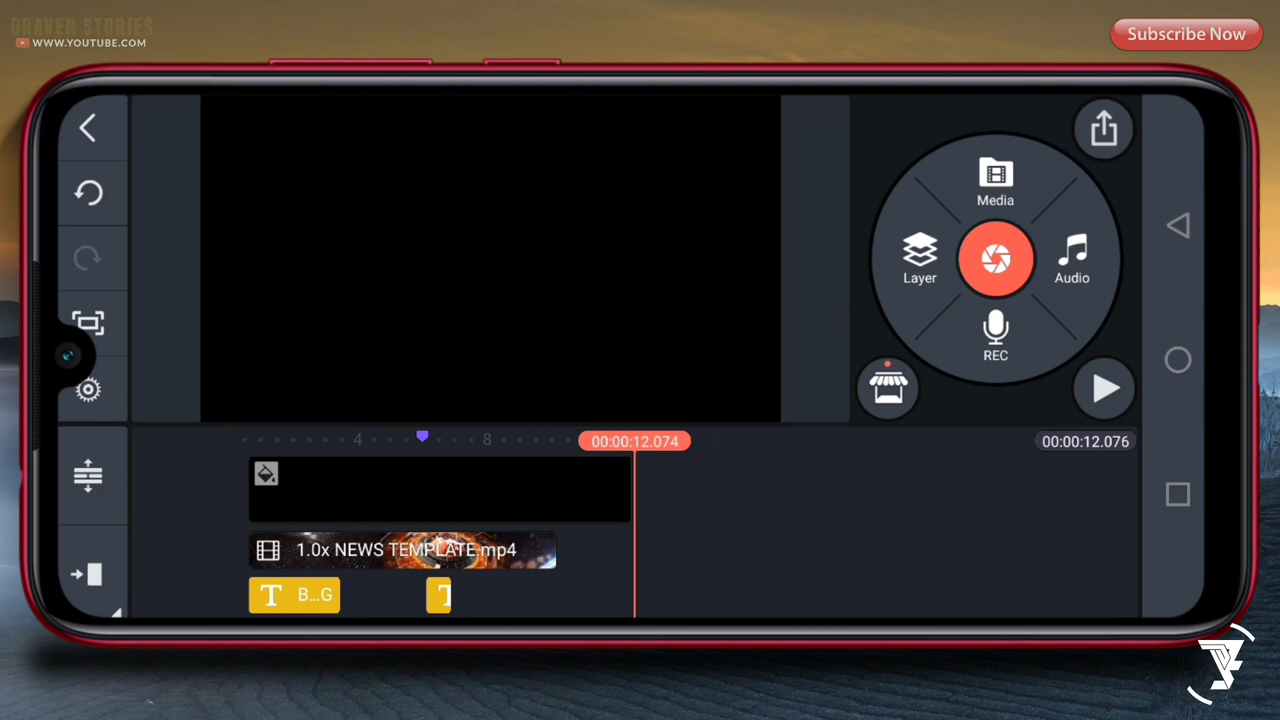 DRAVEN STORIES
WWW.YOUTUBE.COM
Subscribe Now
Media
Layer
Audio
REC
4
8
00:00:12.074
00:00:12.076
1.0x NEWS TEMPLATE.mp4
T B...G
T